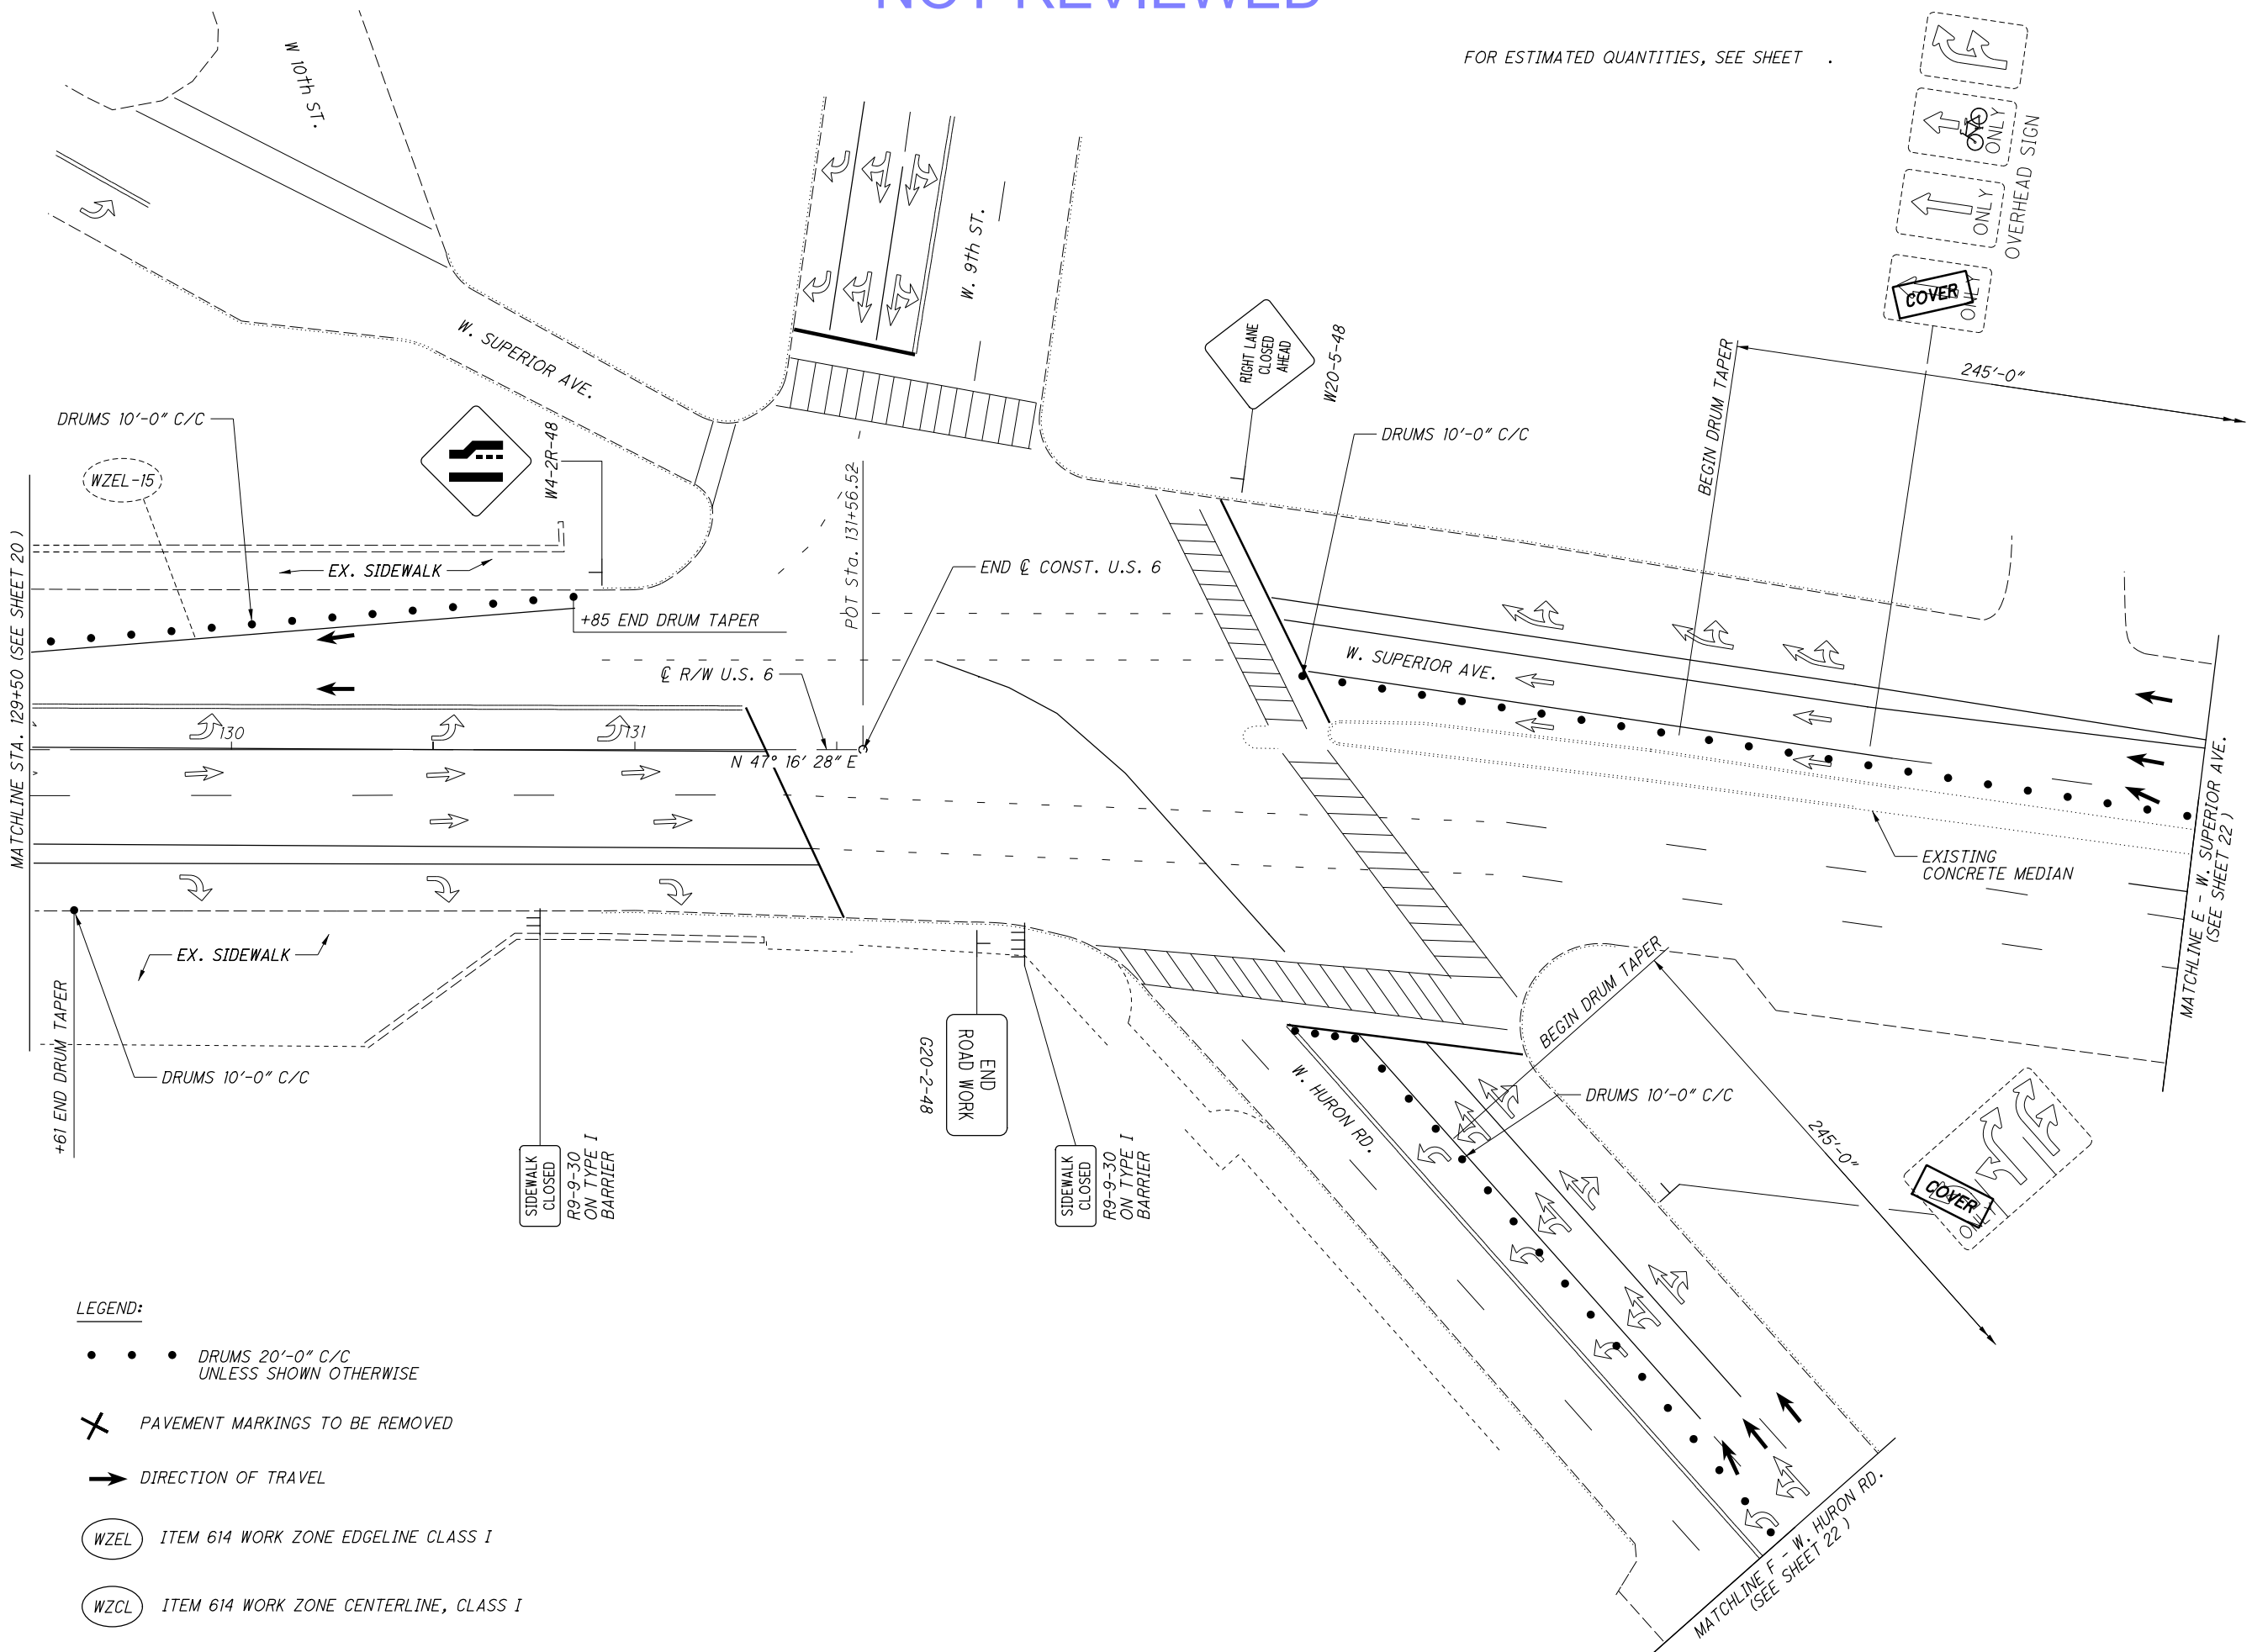 NOT REVIEWED
FOR ESTIMATED QUANTITIES, SEE SHEET .
W 10th ST.
W. 9th ST.
W. SUPERIOR AVE.
ONLY
ONLY
OVERHEAD SIGN
COVER
RIGHT LANE
CLOSED
AHEAD
W20-5-48
BEGIN DRUM TAPER
245'-0"
DRUMS 10'-0" C/C
WZEL-15
W4-2R-48
DRUMS 10'-0" C/C
MATCHLINE STA. 129+50 (SEE SHEET 20 )
EX. SIDEWALK
+85 END DRUM TAPER
POT Sta. 131+56.52
END ℄ CONST. U.S. 6
℄ R/W U.S. 6
W. SUPERIOR AVE.
130
131
N 47° 16' 28" E
EXISTING
CONCRETE MEDIAN
MATCHLINE E - W. SUPERIOR AVE.
(SEE SHEET 22 )
EX. SIDEWALK
+61 END DRUM TAPER
DRUMS 10'-0" C/C
END
ROAD WORK
G20-2-48
SIDEWALK
CLOSED
R9-9-30
ON TYPE I
BARRIER
SIDEWALK
CLOSED
R9-9-30
ON TYPE I
BARRIER
W. HURON RD.
BEGIN DRUM TAPER
DRUMS 10'-0" C/C
245'-0"
COVER
MATCHLINE F - W. HURON RD.
(SEE SHEET 22 )
LEGEND:
DRUMS 20'-0" C/C
UNLESS SHOWN OTHERWISE
PAVEMENT MARKINGS TO BE REMOVED
DIRECTION OF TRAVEL
WZEL ITEM 614 WORK ZONE EDGELINE CLASS I
WZCL ITEM 614 WORK ZONE CENTERLINE, CLASS I